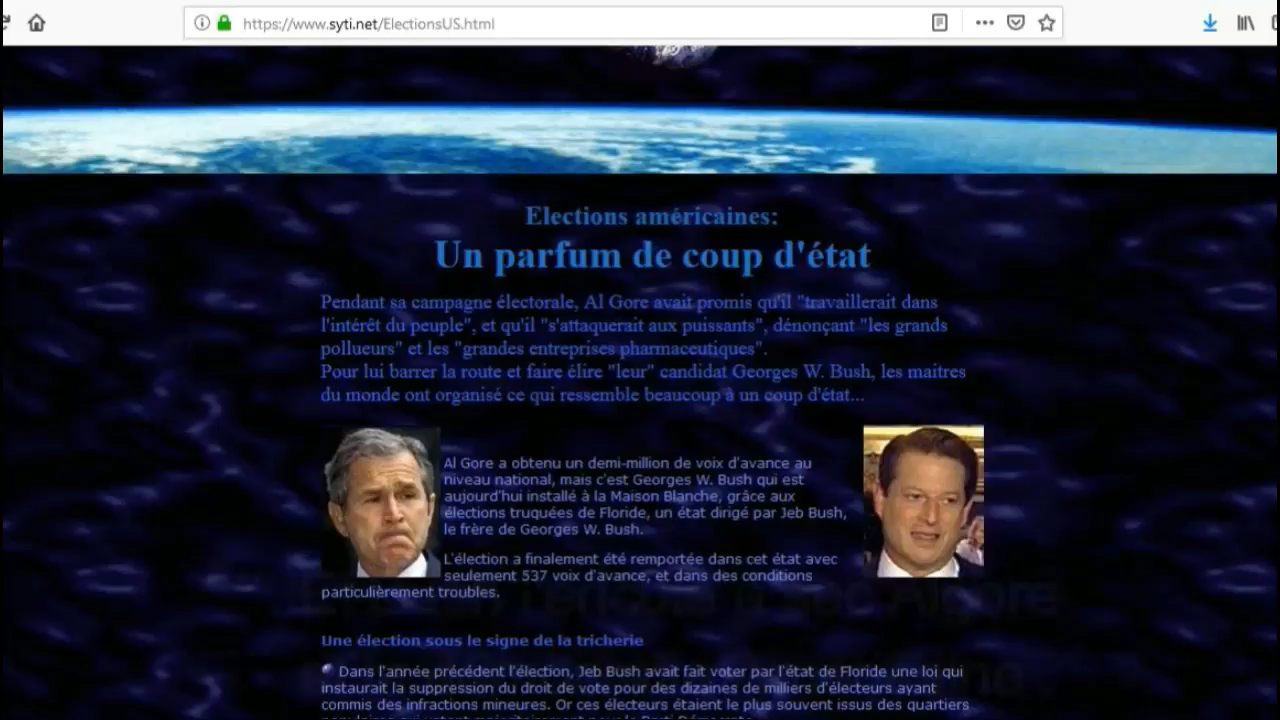 https://www.syti.net/ElectionsUS.html
Elections américaines:
Un parfum de coup d'état
Pendant sa campagne électorale, Al Gore avait promis qu'il "travaillerait dans
l'intérêt du peuple", et qu'il "s'attaquerait aux puissants", dénonçant "les grands
pollueurs" et les "grandes entreprises pharmaceutiques".
Pour lui barrer la route et faire élire "leur" candidat Georges W. Bush, les maitres
du monde ont organisé ce qui ressemble beaucoup à un coup d'état...
Al Gore a obtenu un demi-million de voix d'avance au
niveau national, mais c'est Georges W. Bush qui est
aujourd'hui installé à la Maison Blanche, grâce aux
élections truquées de Floride, un état dirigé par Jeb Bush,
le frère de Georges W. Bush.
L'élection a finalement été remportée dans cet état avec
seulement 537 voix d'avance, et dans des conditions
particulièrement troubles.
Une élection sous le signe de la tricherie
Dans l'année précédent l'élection, Jeb Bush avait fait voter par l'état de Floride une loi qui
instaurait la suppression du droit de vote pour des dizaines de milliers d'électeurs ayant
commis des infractions mineures. Or ces électeurs étaient le plus souvent issus des quartiers